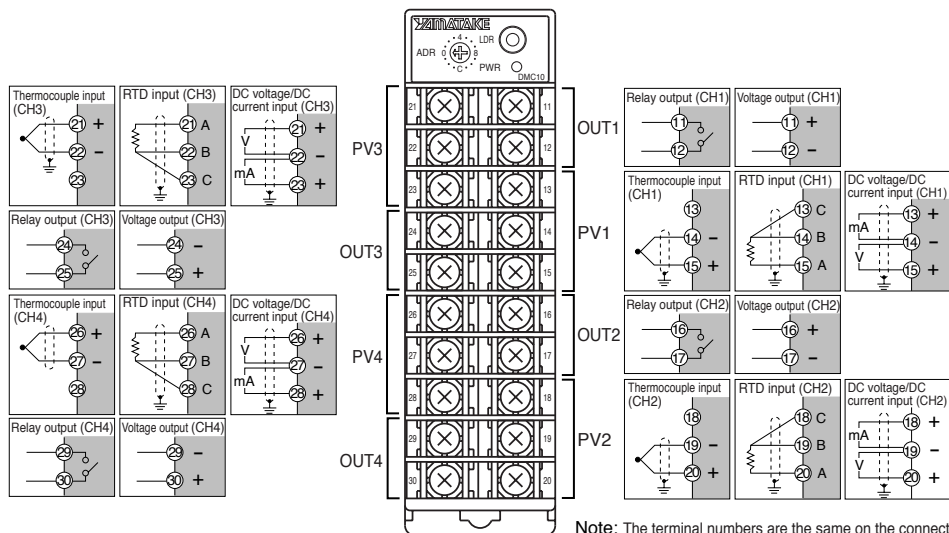 YAMATAKE
ADR 0 4 8 C LDR
PWR
DMC10
Thermocouple input (CH3)
21 +
22 -
23
RTD input (CH3)
21 A
22 B
23 C
DC voltage/DC current input (CH3)
V
mA
21 +
22 -
23 +
Relay output (CH3)
24
25
Voltage output (CH3)
24 -
25 +
Thermocouple input (CH4)
26 +
27 -
28
RTD input (CH4)
26 A
27 B
28 C
DC voltage/DC current input (CH4)
V
mA
26 +
27 -
28 +
Relay output (CH4)
29
30
Voltage output (CH4)
29 -
30 +
PV3
OUT3
PV4
OUT4
21 11
22 12
23 13
24 14
25 15
26 16
27 17
28 18
29 19
30 20
OUT1
PV1
OUT2
PV2
Relay output (CH1)
11
12
Voltage output (CH1)
11 +
12 -
Thermocouple input (CH1)
13
14 -
15 +
RTD input (CH1)
13 C
14 B
15 A
DC voltage/DC current input (CH1)
mA
V
13 +
14 -
15 +
Relay output (CH2)
16
17
Voltage output (CH2)
16 +
17 -
Thermocouple input (CH2)
18
19 -
20 +
RTD input (CH2)
18 C
19 B
20 A
DC voltage/DC current input (CH2)
mA
V
18 +
19 -
20 +
Note: The terminal numbers are the same on the connect